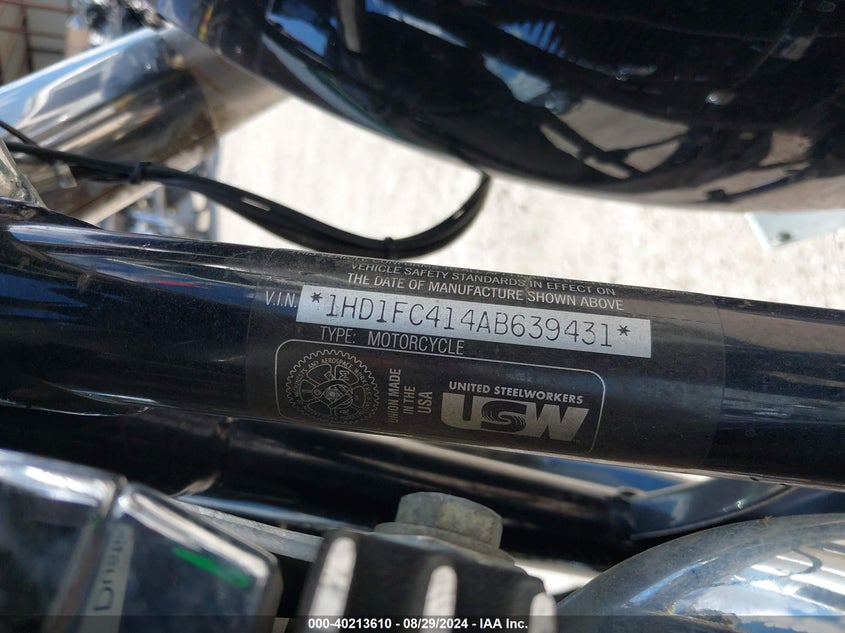 VEHICLE SAFETY STANDARDS IN EFFECT ON
THE DATE OF MANUFACTURE SHOWN ABOVE
V.I.N. *1HD1FC414AB639431*
TYPE: MOTORCYCLE
UNION MADE
IN THE
USA
UNITED STEELWORKERS
USW
000-40213610 - 08/29/2024 - IAA Inc.